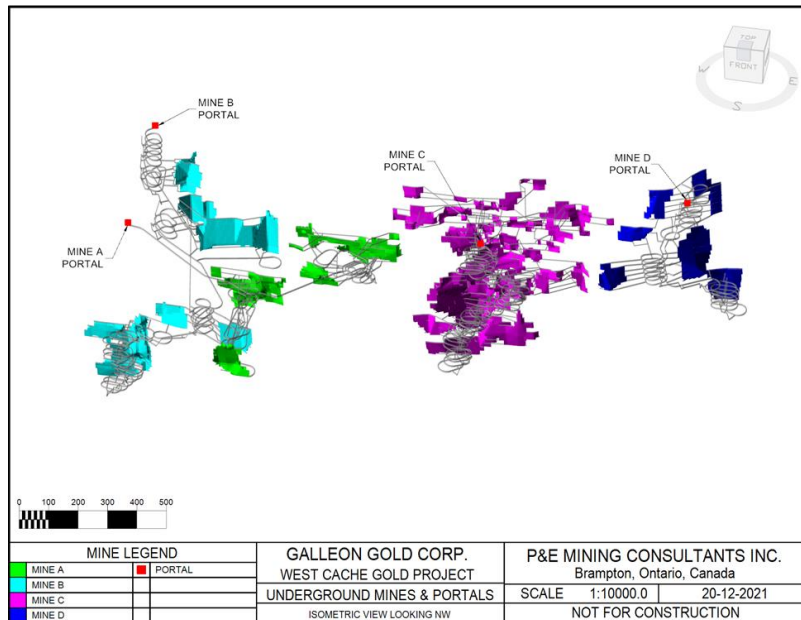 MINE B
PORTAL
MINE A
PORTAL
MINE C
PORTAL
MINE D
PORTAL
TOP
FRONT
W
S
E
0 100 200 300 400 500
MINE LEGEND
MINE A
PORTAL
MINE B
MINE C
MINE D
GALLEON GOLD CORP.
WEST CACHE GOLD PROJECT
UNDERGROUND MINES & PORTALS
ISOMETRIC VIEW LOOKING NW
P&E MINING CONSULTANTS INC.
Brampton, Ontario, Canada
SCALE 1:10000.0 20-12-2021
NOT FOR CONSTRUCTION